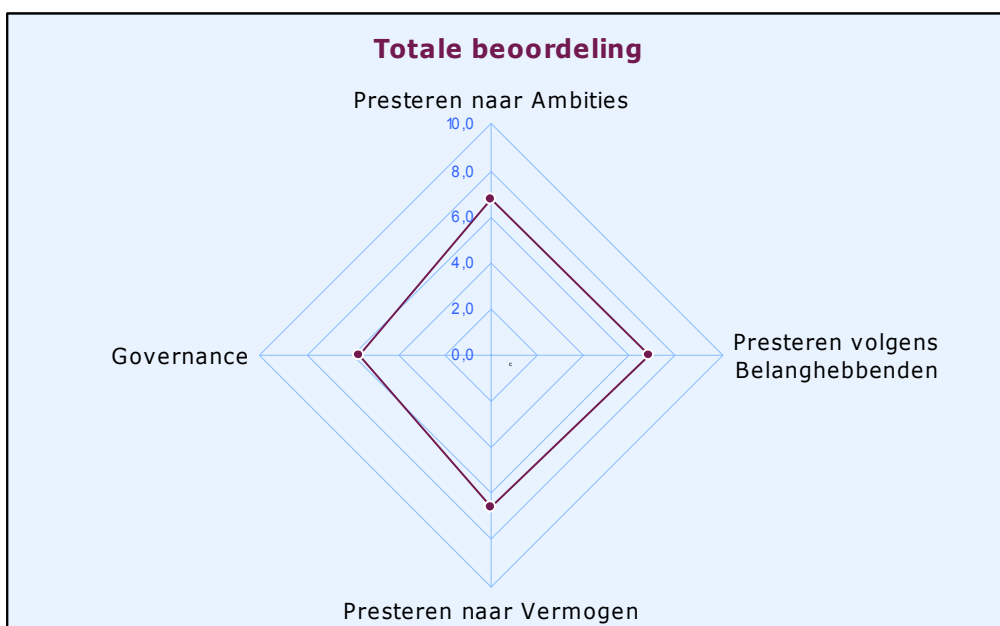 Totale beoordeling
Presteren naar Ambities
10,0
8,0
6,0
4,0
2,0
0,0
c
Governance
Presteren volgens
Belanghebbenden
Presteren naar Vermogen